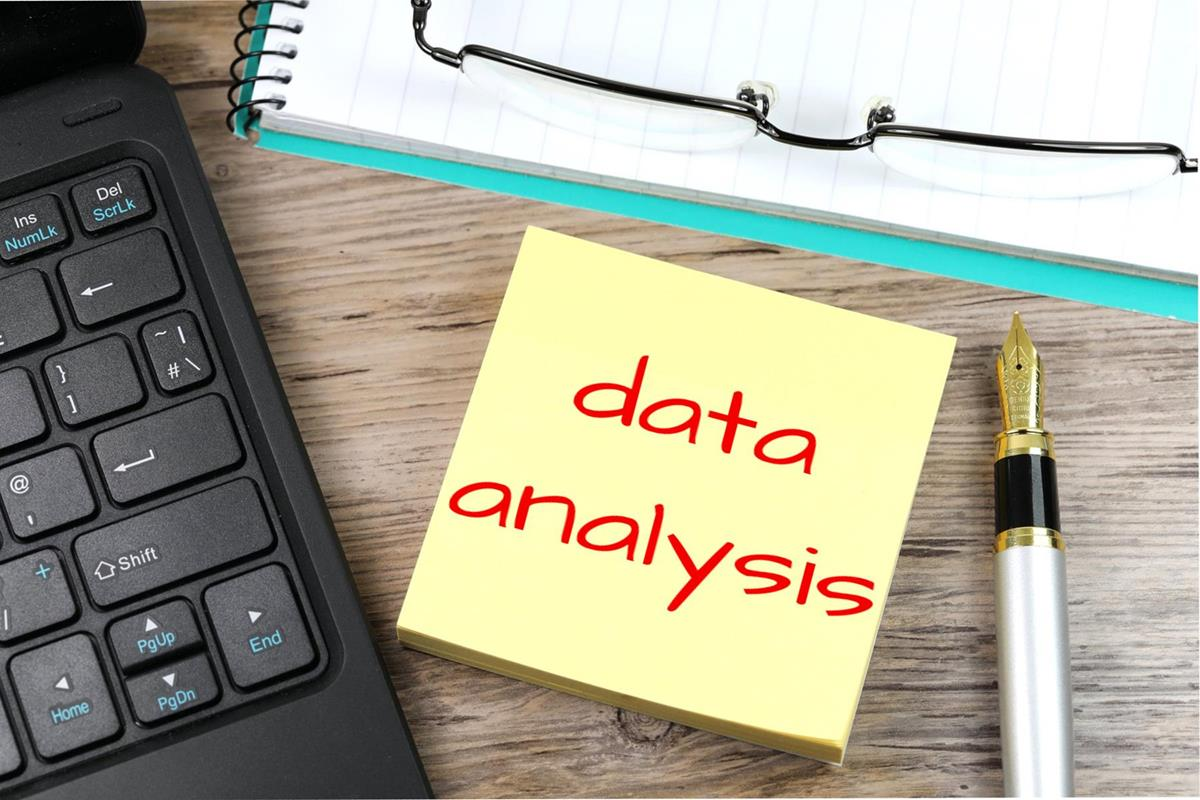 Del
Ins
ScrLk
NumLk
~ |
# \
}
]
@
'
Shift
+
/
PgUp
End
PgDn
Home
data
analysis